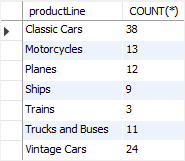 productLine COUNT(*)
Classic Cars 38
Motorcycles 13
Planes 12
Ships 9
Trains 3
Trucks and Buses 11
Vintage Cars 24